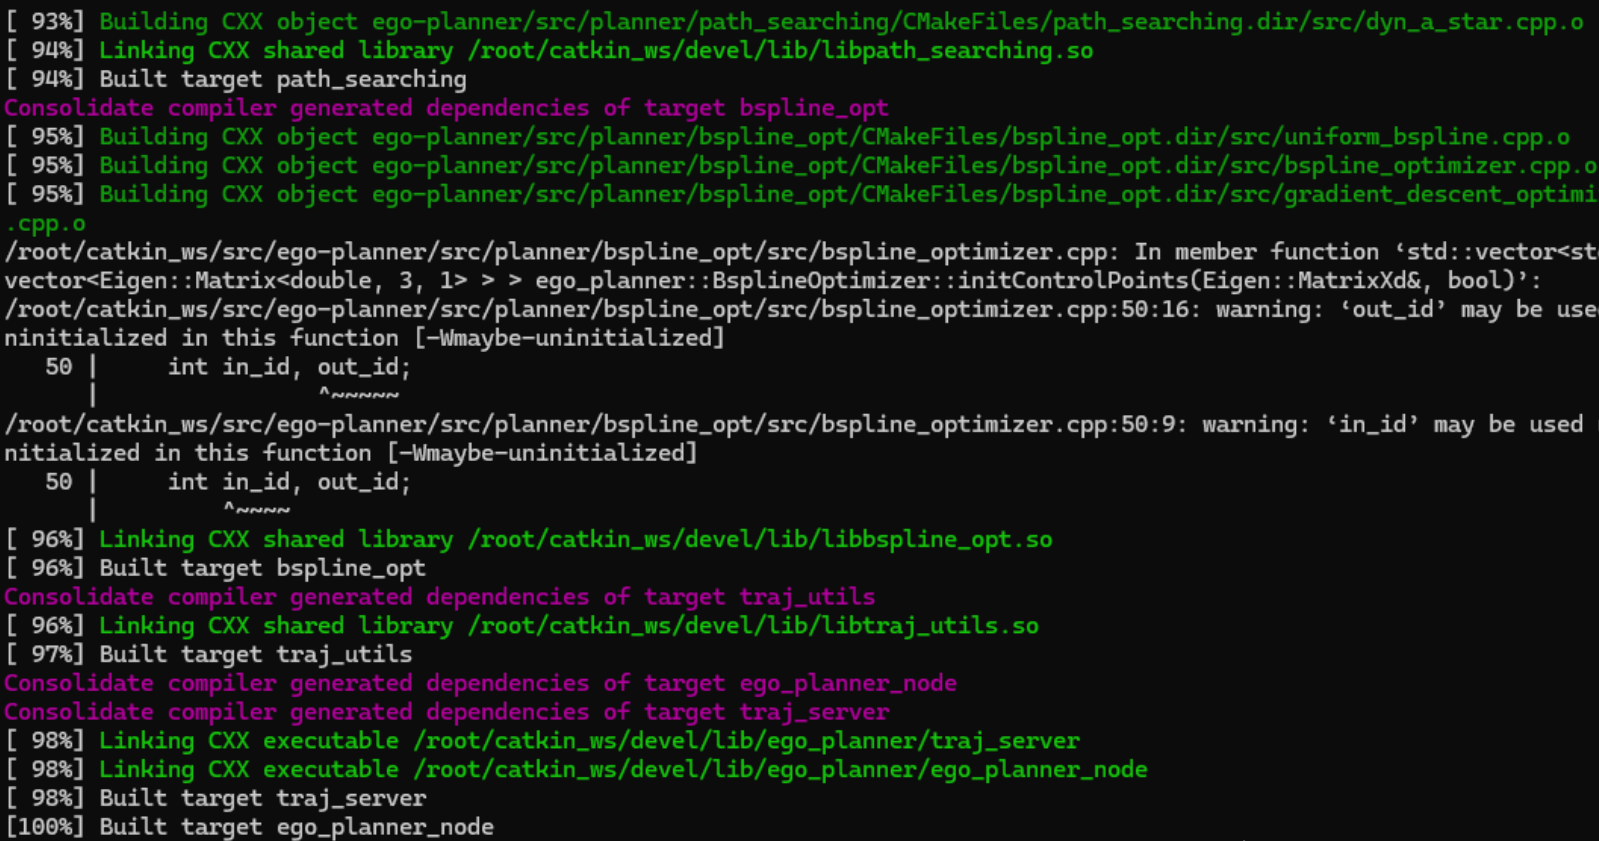 [ 93%] Building CXX object ego-planner/src/planner/path_searching/CMakeFiles/path_searching.dir/src/dyn_a_star.cpp.o
[ 94%] Linking CXX shared library /root/catkin_ws/devel/lib/libpath_searching.so
[ 94%] Built target path_searching
Consolidate compiler generated dependencies of target bspline_opt
[ 95%] Building CXX object ego-planner/src/planner/bspline_opt/CMakeFiles/bspline_opt.dir/src/uniform_bspline.cpp.o
[ 95%] Building CXX object ego-planner/src/planner/bspline_opt/CMakeFiles/bspline_opt.dir/src/bspline_optimizer.cpp.o
[ 95%] Building CXX object ego-planner/src/planner/bspline_opt/CMakeFiles/bspline_opt.dir/src/gradient_descent_optimi
.cpp.o
/root/catkin_ws/src/ego-planner/src/planner/bspline_opt/src/bspline_optimizer.cpp: In member function ‘std::vector<std
vector<Eigen::Matrix<double, 3, 1> > > ego_planner::BsplineOptimizer::initControlPoints(Eigen::MatrixXd&, bool)’:
/root/catkin_ws/src/ego-planner/src/planner/bspline_opt/src/bspline_optimizer.cpp:50:16: warning: ‘out_id’ may be used
ninitialized in this function [-Wmaybe-uninitialized]
   50 |     int in_id, out_id;
      |                ^~~~~~
/root/catkin_ws/src/ego-planner/src/planner/bspline_opt/src/bspline_optimizer.cpp:50:9: warning: ‘in_id’ may be used
nitialized in this function [-Wmaybe-uninitialized]
   50 |     int in_id, out_id;
      |         ^~~~~
[ 96%] Linking CXX shared library /root/catkin_ws/devel/lib/libbspline_opt.so
[ 96%] Built target bspline_opt
Consolidate compiler generated dependencies of target traj_utils
[ 96%] Linking CXX shared library /root/catkin_ws/devel/lib/libtraj_utils.so
[ 97%] Built target traj_utils
Consolidate compiler generated dependencies of target ego_planner_node
Consolidate compiler generated dependencies of target traj_server
[ 98%] Linking CXX executable /root/catkin_ws/devel/lib/ego_planner/traj_server
[ 98%] Linking CXX executable /root/catkin_ws/devel/lib/ego_planner/ego_planner_node
[ 98%] Built target traj_server
[100%] Built target ego_planner_node